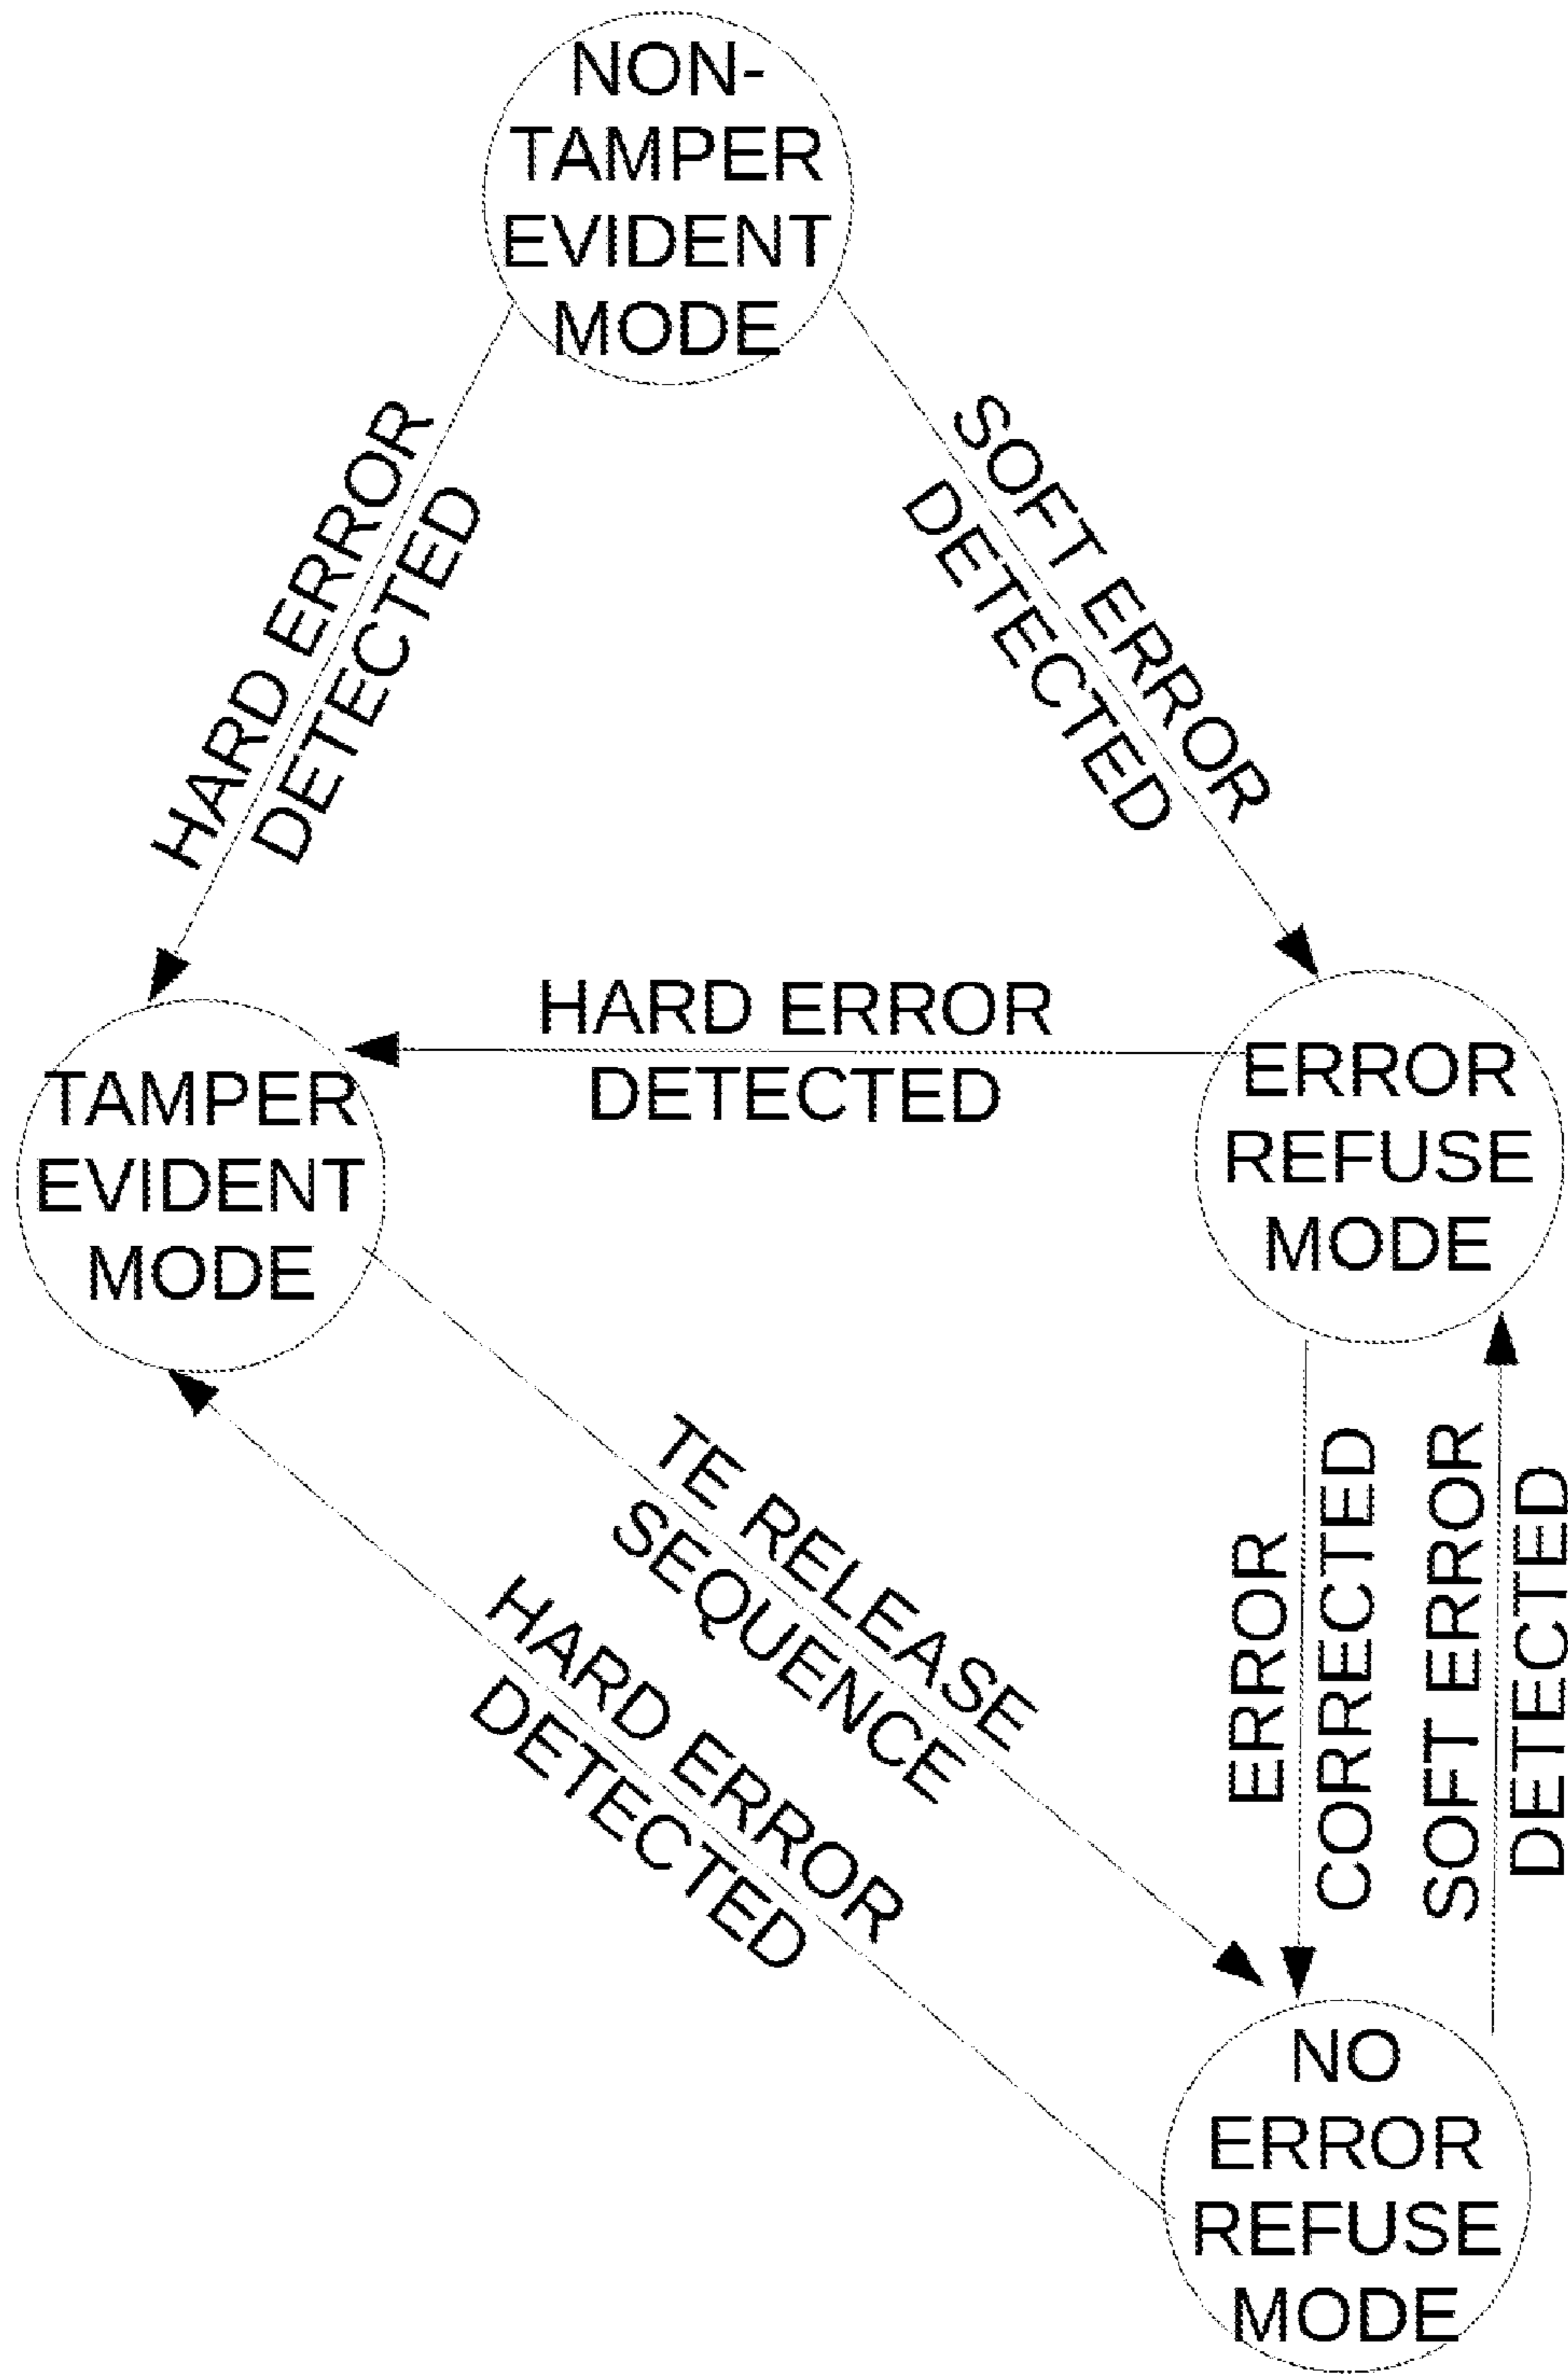 NON-
TAMPER
EVIDENT
MODE
HARD ERROR
DETECTED
SOFT ERROR
DETECTED
HARD ERROR
DETECTED
TAMPER
EVIDENT
MODE
ERROR
REFUSE
MODE
TE RELEASE
SEQUENCE
HARD ERROR
DETECTED
ERROR
CORRECTED
SOFT ERROR
DETECTED
NO
ERROR
REFUSE
MODE